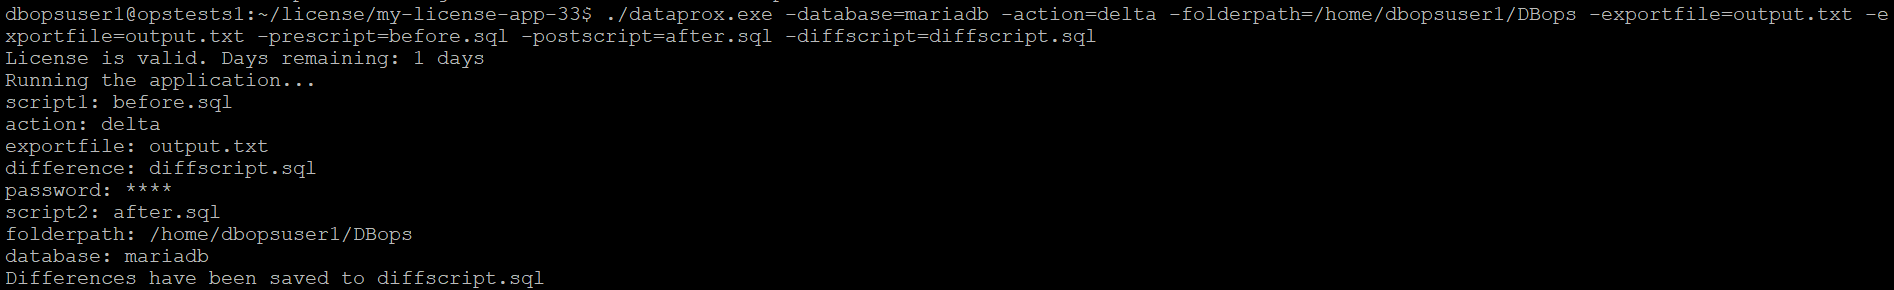 dbopsuser1@opstests1:~/license/my-license-app-33$ ./dataprox.exe -database=mariadb -action=delta -folderpath=/home/dbopsuser1/DBops -exportfile=output.txt -e
xportfile=output.txt -prescript=before.sql -postscript=after.sql -diffscript=diffscript.sql
License is valid. Days remaining: 1 days
Running the application...
script1: before.sql
action: delta
exportfile: output.txt
difference: diffscript.sql
password: ****
script2: after.sql
folderpath: /home/dbopsuser1/DBops
database: mariadb
Differences have been saved to diffscript.sql